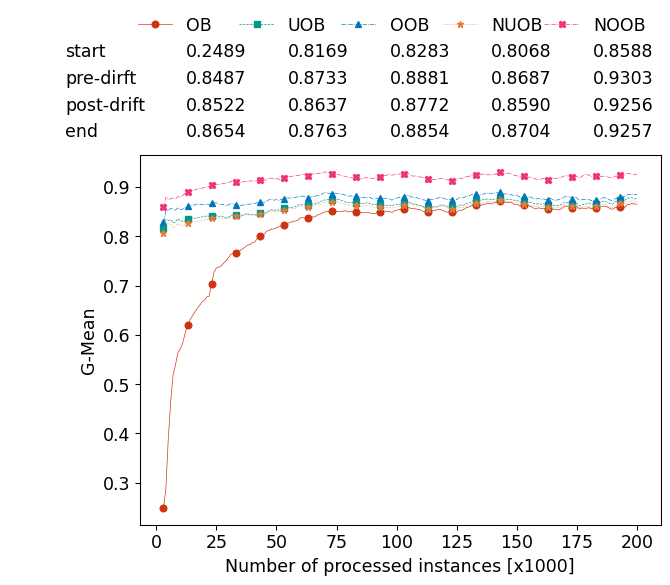 OB UOB OOB NUOB NOOB
start 0.2489 0.8169 0.8283 0.8068 0.8588
pre-dirft 0.8487 0.8733 0.8881 0.8687 0.9303
post-drift 0.8522 0.8637 0.8772 0.8590 0.9256
end 0.8654 0.8763 0.8854 0.8704 0.9257
0.9
0.8
0.7
0.6
0.5
0.4
0.3
G-Mean
0 25 50 75 100 125 150 175 200
Number of processed instances [x1000]